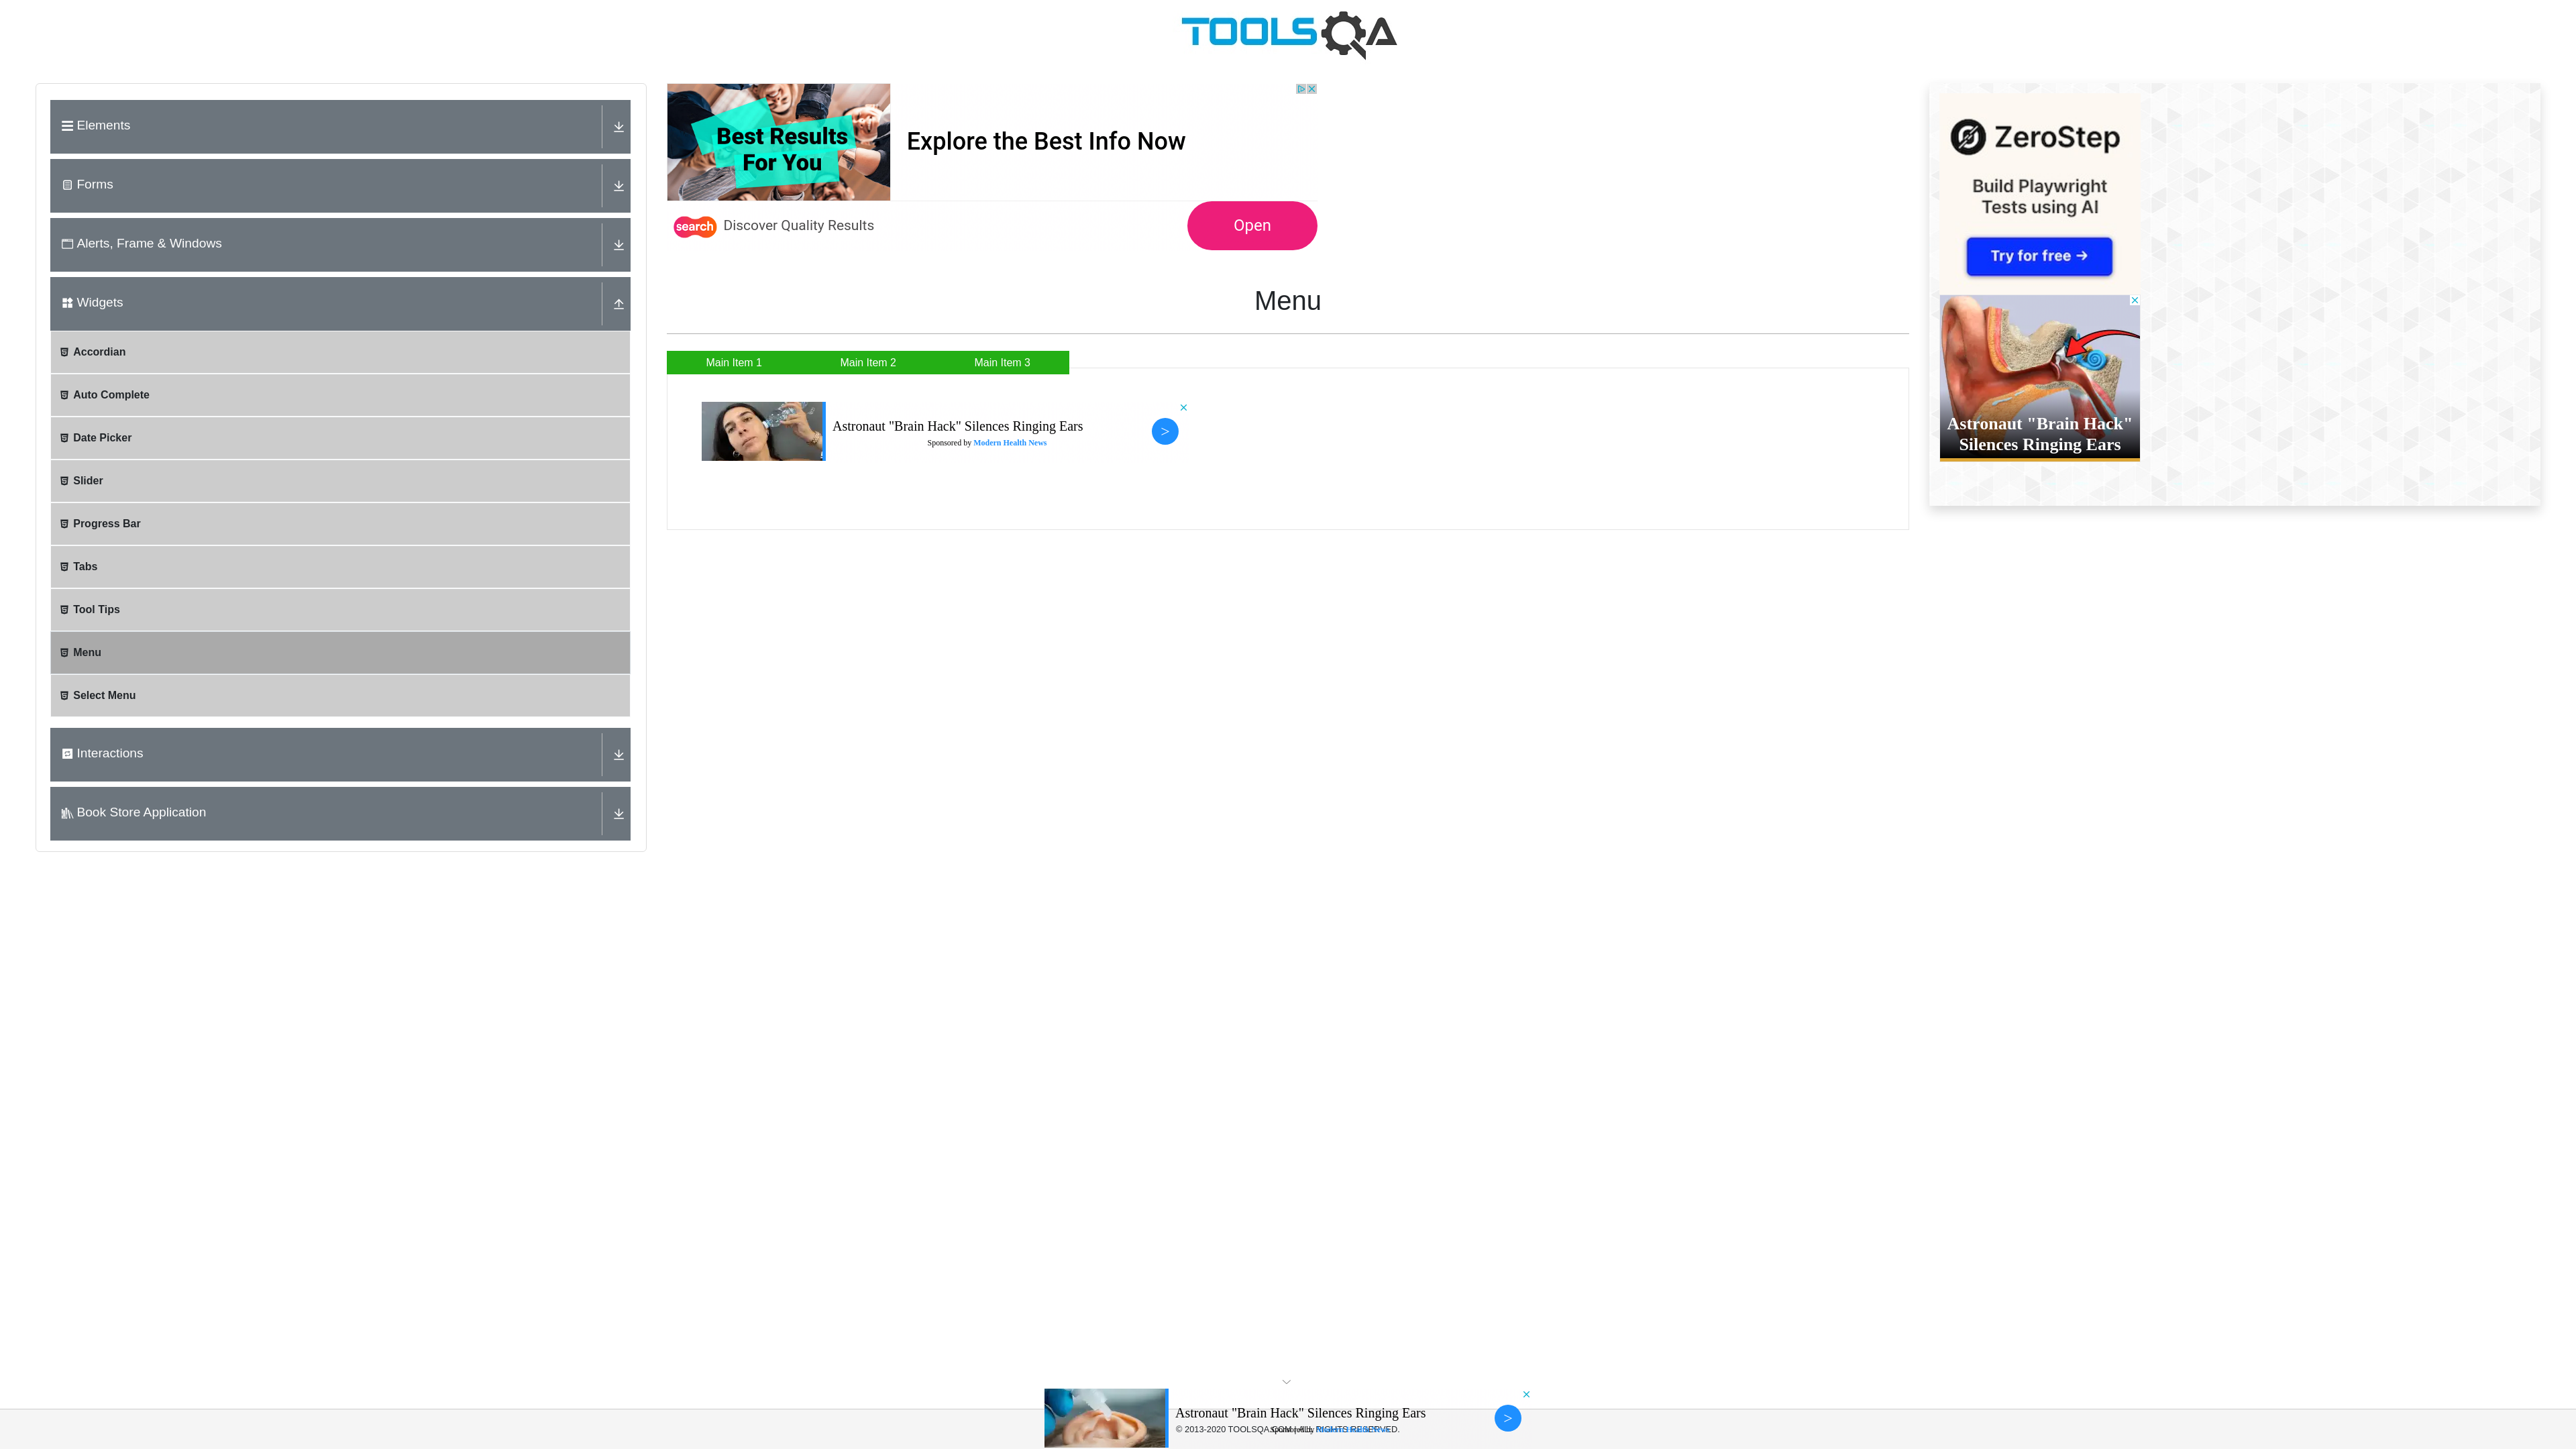 TOOLSQA
Elements
Forms
Alerts, Frame & Windows
Widgets
Accordian
Auto Complete
Date Picker
Slider
Progress Bar
Tabs
Tool Tips
Menu
Select Menu
Interactions
Book Store Application
Best Results
For You
Explore the Best Info Now
search
Discover Quality Results
Open
Menu
Main Item 1
Main Item 2
Main Item 3
Astronaut "Brain Hack" Silences Ringing Ears
Sponsored by Modern Health News
>
ZeroStep
Build Playwright
Tests using AI
Try for free →
Astronaut "Brain Hack"
Silences Ringing Ears
Astronaut "Brain Hack" Silences Ringing Ears
>
© 2013-2020 TOOLSQA.COM | ALL RIGHTS RESERVED.